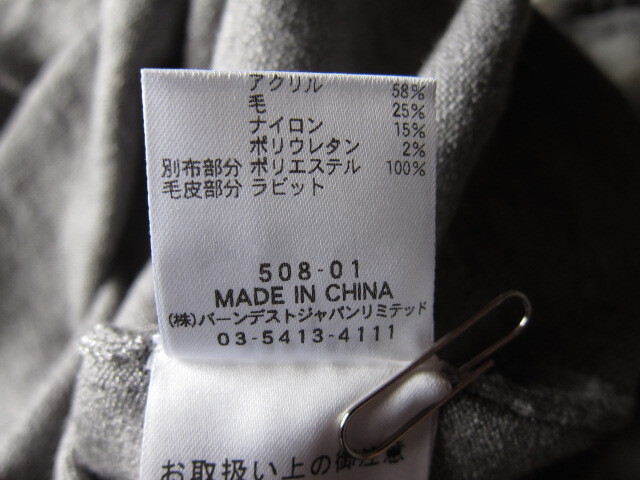 アクリル 58%
毛 25%
ナイロン 15%
ポリウレタン 2%
別布部分 ポリエステル 100%
毛皮部分 ラビット
508-01
MADE IN CHINA
(株)バーンデストジャパンリミテッド
03-5413-4111
お取扱い上の御注意